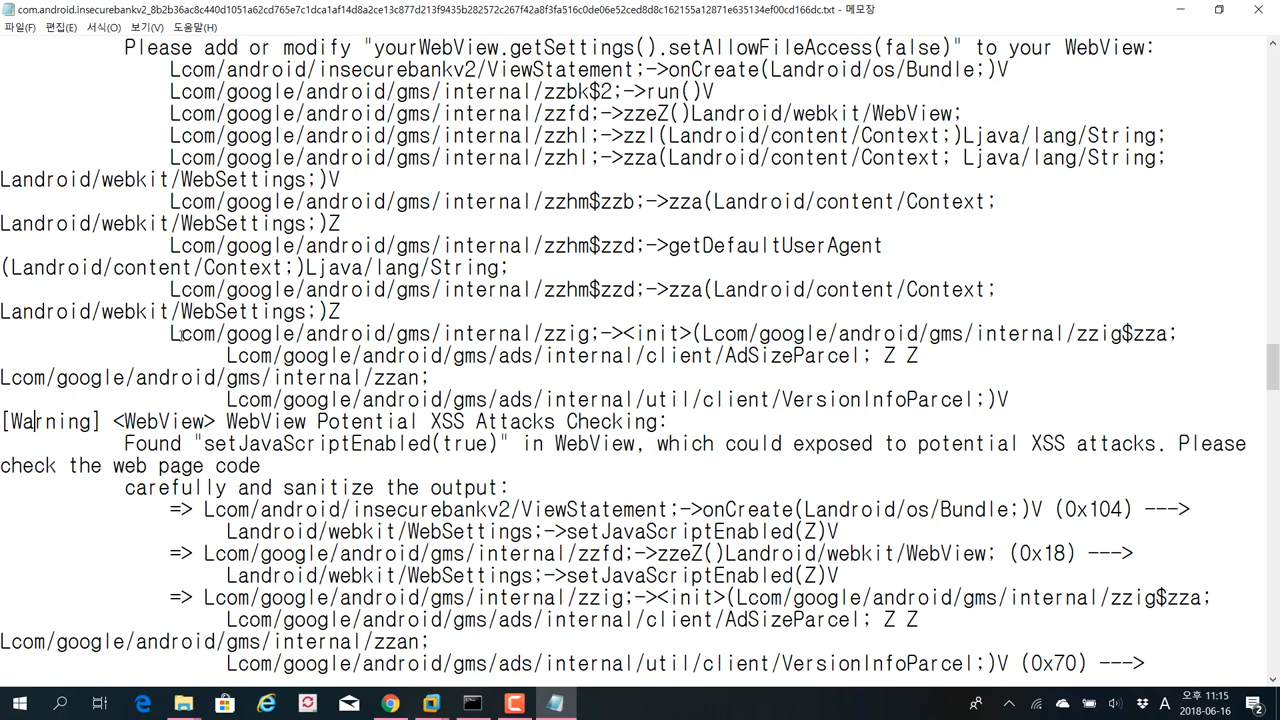 com.android.insecurebankv2_8b2b36ac8c440d1051a62cd765e7c1dca1af14d8a2ce13c877d213f9435b282572c267f42a8f3fa516c0de06e52ced8d8c162155a12871e635134ef00cd166dc.txt - 메모장
파일(F) 편집(E) 서식(O) 보기(V) 도움말(H)
Please add or modify "yourWebView.getSettings().setAllowFileAccess(false)" to your WebView:
Lcom/android/insecurebankv2/ViewStatement;->onCreate(Landroid/os/Bundle;)V
Lcom/google/android/gms/internal/zzbk$2;->run()V
Lcom/google/android/gms/internal/zzfd;->zzeZ()Landroid/webkit/WebView;
Lcom/google/android/gms/internal/zzhl;->zzl(Landroid/content/Context;)Ljava/lang/String;
Lcom/google/android/gms/internal/zzhl;->zza(Landroid/content/Context; Ljava/lang/String;
Landroid/webkit/WebSettings;)V
Lcom/google/android/gms/internal/zzhm$zzb;->zza(Landroid/content/Context;
Landroid/webkit/WebSettings;)Z
Lcom/google/android/gms/internal/zzhm$zzd;->getDefaultUserAgent
(Landroid/content/Context;)Ljava/lang/String;
Lcom/google/android/gms/internal/zzhm$zzd;->zza(Landroid/content/Context;
Landroid/webkit/WebSettings;)Z
Lcom/google/android/gms/internal/zzig;-><init>(Lcom/google/android/gms/internal/zzig$zza;
Lcom/google/android/gms/ads/internal/client/AdSizeParcel; Z Z
Lcom/google/android/gms/internal/zzan;
Lcom/google/android/gms/ads/internal/util/client/VersionInfoParcel;)V
[Warning] <WebView> WebView Potential XSS Attacks Checking:
Found "setJavaScriptEnabled(true)" in WebView, which could exposed to potential XSS attacks. Please
check the web page code
carefully and sanitize the output:
=> Lcom/android/insecurebankv2/ViewStatement;->onCreate(Landroid/os/Bundle;)V (0x104) --->
Landroid/webkit/WebSettings;->setJavaScriptEnabled(Z)V
=> Lcom/google/android/gms/internal/zzfd;->zzeZ()Landroid/webkit/WebView; (0x18) --->
Landroid/webkit/WebSettings;->setJavaScriptEnabled(Z)V
=> Lcom/google/android/gms/internal/zzig;-><init>(Lcom/google/android/gms/internal/zzig$zza;
Lcom/google/android/gms/ads/internal/client/AdSizeParcel; Z Z
Lcom/google/android/gms/internal/zzan;
Lcom/google/android/gms/ads/internal/util/client/VersionInfoParcel;)V (0x70) --->
A
오후 11:15
2018-06-16
2